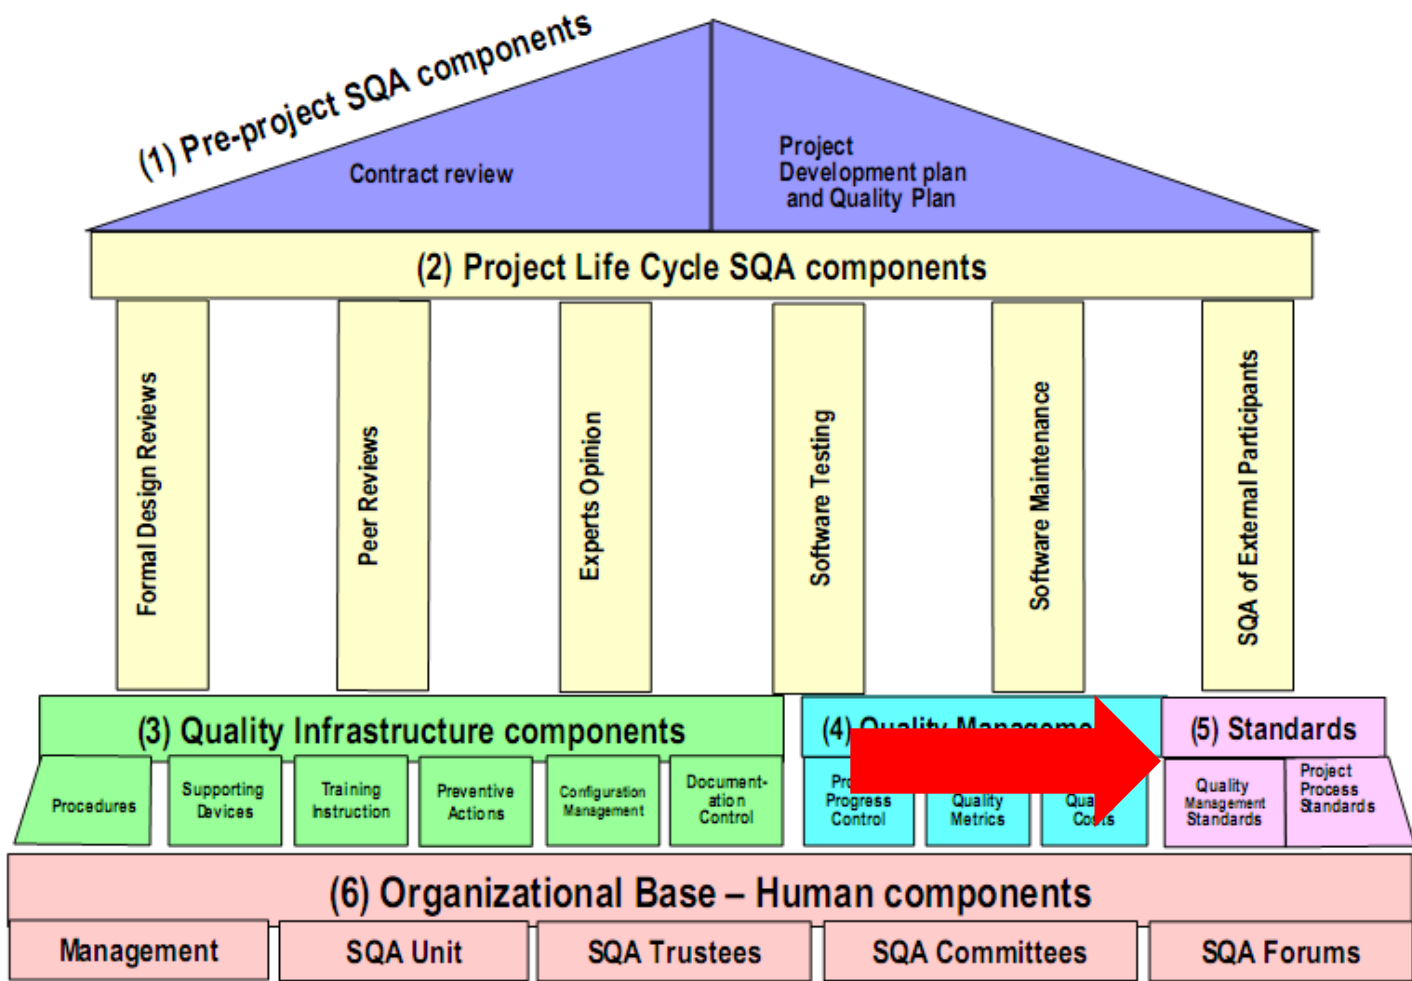 (1) Pre-project SQA components
Contract review
Project
Development plan
and Quality Plan
(2) Project Life Cycle SQA components
Formal Design Reviews
Peer Reviews
Experts Opinion
Software Testing
Software Maintenance
SQA of External Participants
(3) Quality Infrastructure components
Procedures
Supporting
Devices
Training
Instruction
Preventive
Actions
Configuration
Management
Document-
ation
Control
(4) Quality
Progress
Control
Quality
Metrics
Costs
(5) Standards
Quality
Management
Standards
Project
Process
Standards
(6) Organizational Base – Human components
Management
SQA Unit
SQA Trustees
SQA Committees
SQA Forums